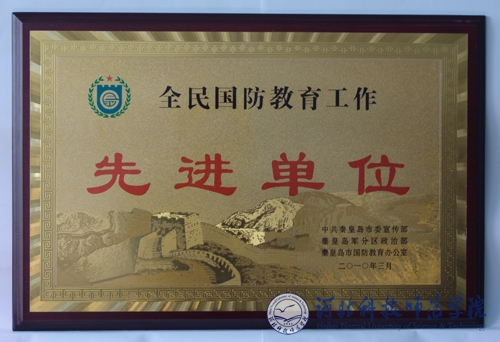 全民国防教育工作
先进单位
中共秦皇岛市委宣传部
秦皇岛军分区政治部
秦皇岛市国防教育办公室
二〇一〇年三月
河北科技师范学院